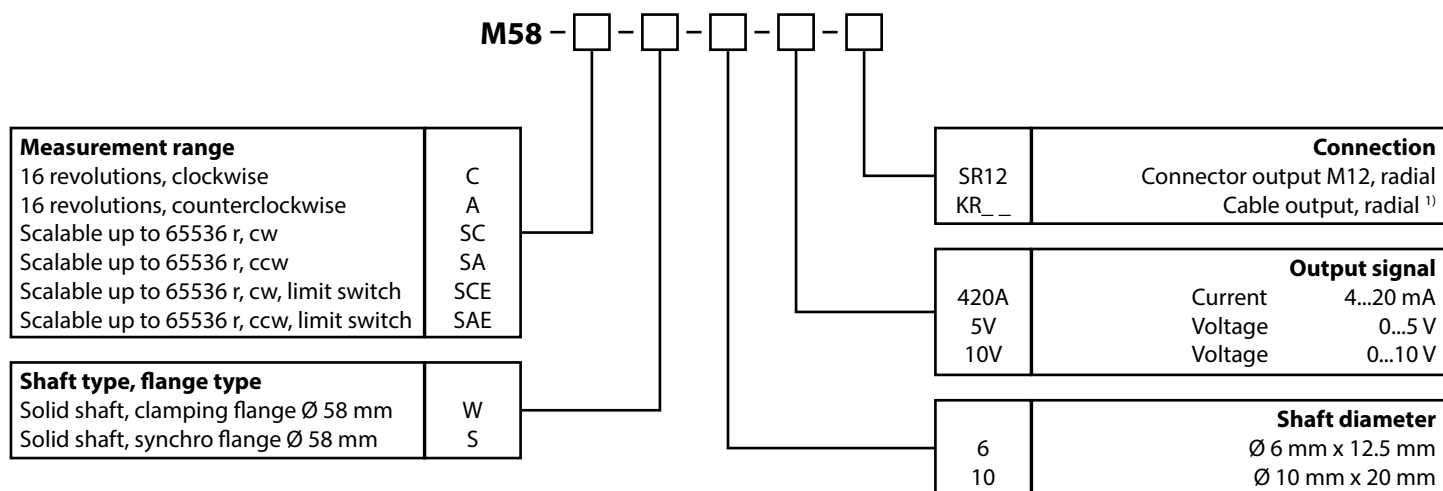 M58 – – – – –
Measurement range
16 revolutions, clockwise C
16 revolutions, counterclockwise A
Scalable up to 65536 r, cw SC
Scalable up to 65536 r, ccw SA
Scalable up to 65536 r, cw, limit switch SCE
Scalable up to 65536 r, ccw, limit switch SAE
Shaft type, flange type
Solid shaft, clamping flange Ø 58 mm W
Solid shaft, synchro flange Ø 58 mm S
Connection
SR12 Connector output M12, radial
KR_ _ Cable output, radial 1)
Output signal
420A Current 4...20 mA
5V Voltage 0...5 V
10V Voltage 0...10 V
Shaft diameter
6 Ø 6 mm x 12.5 mm
10 Ø 10 mm x 20 mm